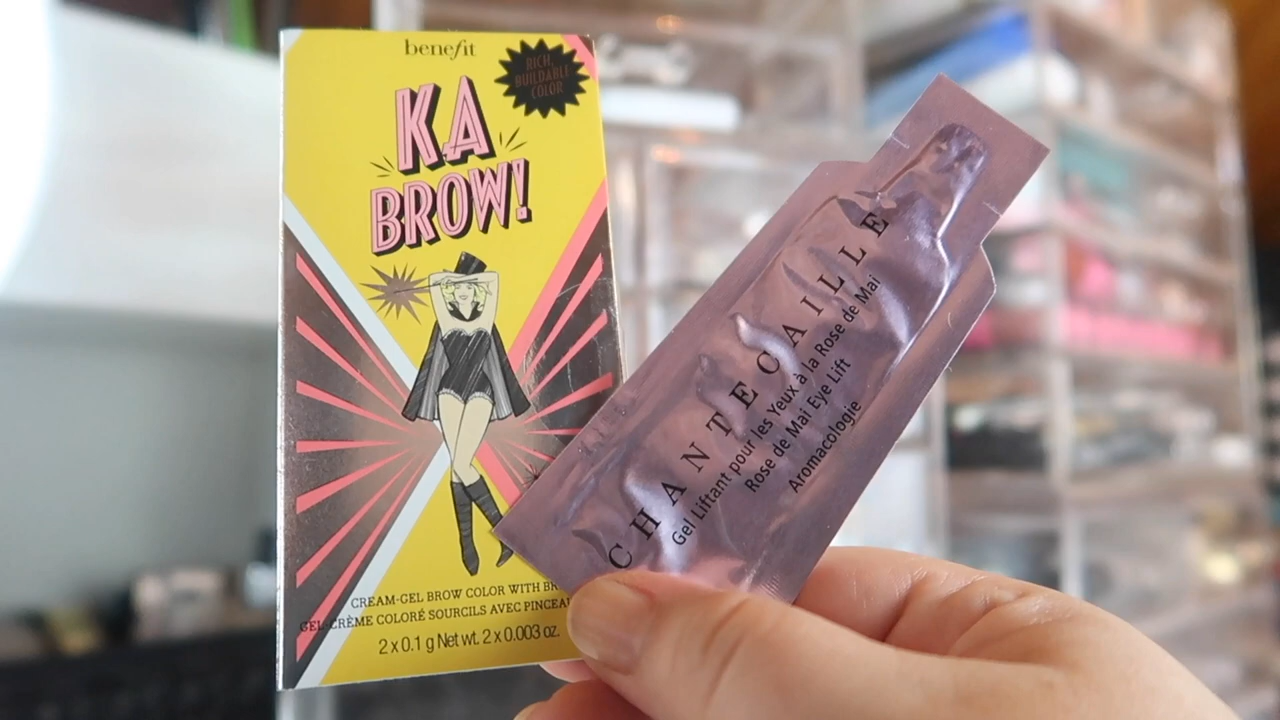 benefit
RICH,
BUILDABLE
COLOR
KA
BROW!
CREAM-GEL BROW COLOR WITH
GEL-CRÈME COLORÉ SOURCILS AVEC
2 x 0.1 g Net wt. 2 x 0.003 oz.
CHANTECAILLE
Gel Liftant pour les Yeux à la Rose de Mai
Rose de Mai Eye Lift
Aromacologie